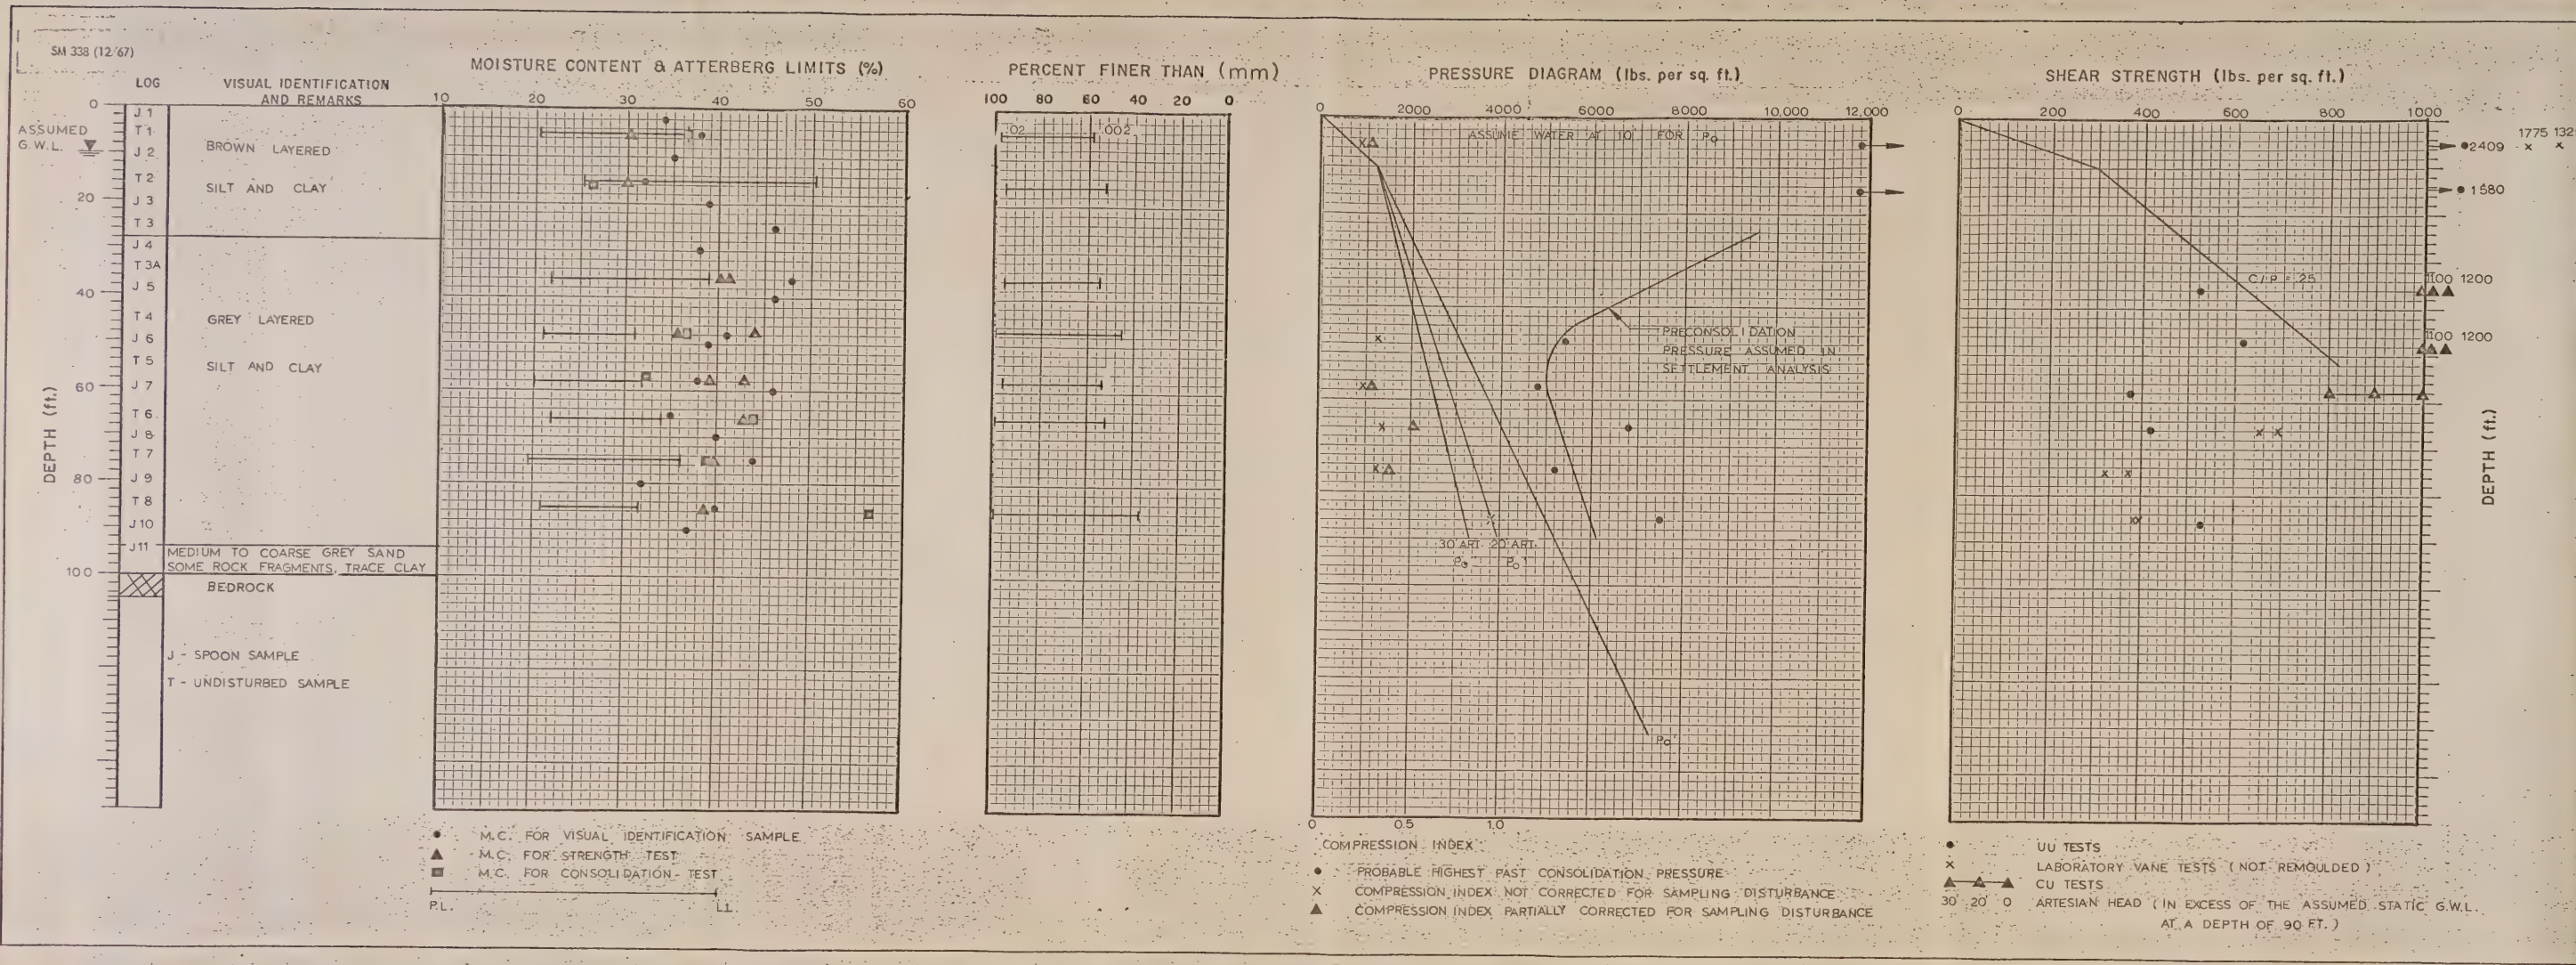 SM 338 (12/67)
LOG
VISUAL IDENTIFICATION
AND REMARKS
ASSUMED
G.W.L.
DEPTH (ft.)
0
20
40
60
80
100
J 1
T 1
J 2
T 2
J 3
T 3
J 4
T 3A
J 5
T 4
J 6
T 5
J 7
T 6
J 8
T 7
J 9
T 8
J 10
J 11
BROWN LAYERED
SILT AND CLAY
GREY LAYERED
SILT AND CLAY
MEDIUM TO COARSE GREY SAND
SOME ROCK FRAGMENTS, TRACE CLAY
BEDROCK
J - SPOON SAMPLE
T - UNDISTURBED SAMPLE
MOISTURE CONTENT & ATTERBERG LIMITS (%)
10 20 30 40 50 60
M.C. FOR VISUAL IDENTIFICATION SAMPLE
M.C. FOR STRENGTH TEST
M.C. FOR CONSOLIDATION TEST
P.L. L.L.
PERCENT FINER THAN (mm)
100 80 60 40 20 0
.02 .002
PRESSURE DIAGRAM (lbs. per sq. ft.)
0 2000 4000 6000 8000 10,000 12,000
ASSUME WATER AT 10' FOR Po
PRECONSOLIDATION
PRESSURE ASSUMED IN
SETTLEMENT ANALYSIS
30' ART. 20' ART.
Po Po
Po
0 0.5 1.0
COMPRESSION INDEX
PROBABLE HIGHEST PAST CONSOLIDATION PRESSURE
COMPRESSION INDEX NOT CORRECTED FOR SAMPLING DISTURBANCE
COMPRESSION INDEX PARTIALLY CORRECTED FOR SAMPLING DISTURBANCE
SHEAR STRENGTH (lbs. per sq. ft.)
0 200 400 600 800 1000
1775 132
2409
1580
C/P = .25
1100 1200
1100 1200
DEPTH (ft.)
UU TESTS
LABORATORY VANE TESTS (NOT REMOULDED)
CU TESTS
30 20 0 ARTESIAN HEAD (IN EXCESS OF THE ASSUMED STATIC G.W.L.
AT A DEPTH OF 90 FT.)